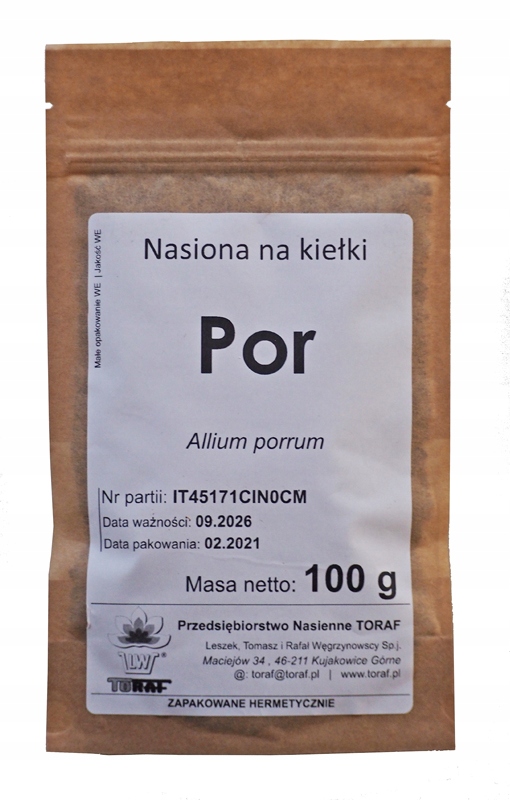 Małe opakowanie WE | Jakość WE
Nasiona na kiełki
Por
Allium porrum
Nr partii: IT45171CIN0CM
Data ważności: 09.2026
Data pakowania: 02.2021
Masa netto: 100 g
Przedsiębiorstwo Nasienne TORAF
Leszek, Tomasz i Rafał Węgrzynowscy Sp.j.
Maciejów 34 , 46-211 Kujakowice Górne
@: toraf@toraf.pl | www.toraf.pl
LWT®
TORAF
ZAPAKOWANE HERMETYCZNIE